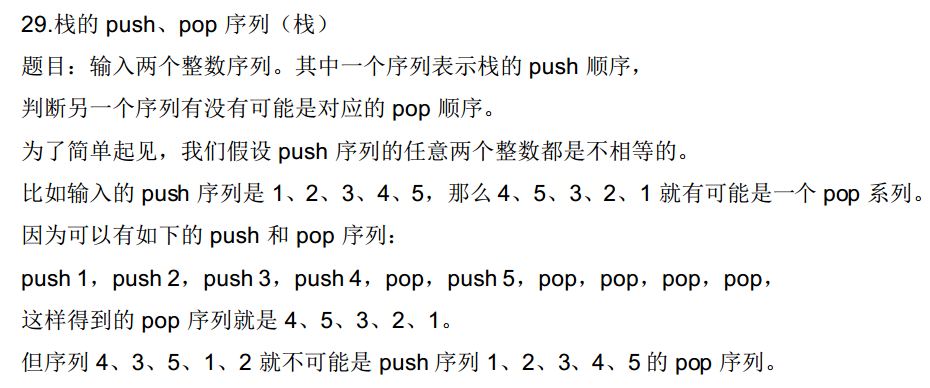 29.栈的 push、pop 序列（栈）
题目：输入两个整数序列。其中一个序列表示栈的 push 顺序，
判断另一个序列有没有可能是对应的 pop 顺序。
为了简单起见，我们假设 push 序列的任意两个整数都是不相等的。
比如输入的 push 序列是 1、2、3、4、5，那么 4、5、3、2、1 就有可能是一个 pop 系列。
因为可以有如下的 push 和 pop 序列：
push 1，push 2，push 3，push 4，pop，push 5，pop，pop，pop，pop，
这样得到的 pop 序列就是 4、5、3、2、1。
但序列 4、3、5、1、2 就不可能是 push 序列 1、2、3、4、5 的 pop 序列。